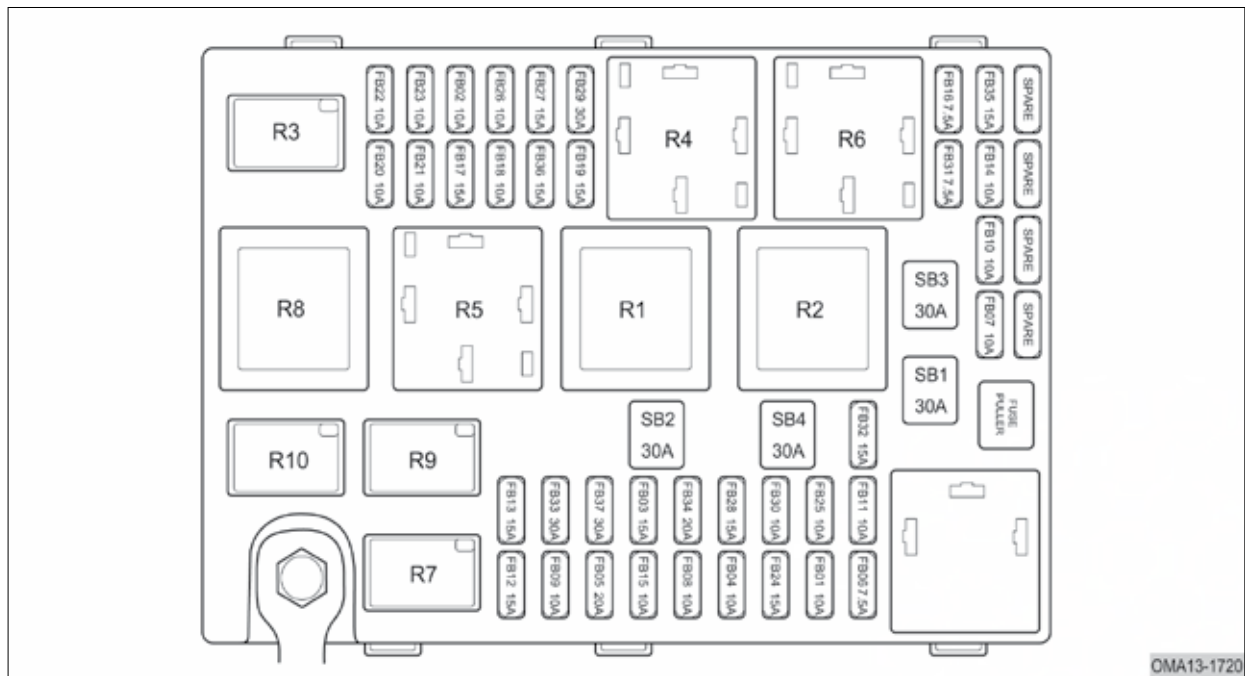 R3
FB22 10A
FB23 10A
FB02 10A
FB26 10A
FB27 15A
FB29 30A
R4
R6
FB16 7.5A
FB35 15A
SPARE
FB20 10A
FB21 10A
FB17 15A
FB18 10A
FB36 15A
FB19 15A
FB31 7.5A
FB14 10A
SPARE
FB10 10A
SPARE
R8
R5
R1
R2
SB3
30A
FB07 10A
SPARE
SB1
30A
FUSE
PULLER
SB2
30A
SB4
30A
FB32 15A
R10
R9
FB13 15A
FB33 30A
FB37 30A
FB03 15A
FB34 20A
FB28 15A
FB30 10A
FB25 10A
FB11 10A
R7
FB12 15A
FB09 10A
FB05 20A
FB15 10A
FB08 10A
FB04 10A
FB24 15A
FB01 10A
FB06 7.5A
OMA13-1720